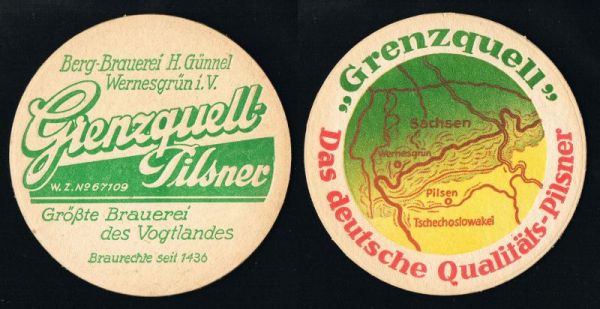 Berg-Brauerei H. Günnel
Wernesgrün i. V.
Grenzquell-
Pilsner
W. Z. No 67109
Größte Brauerei
des Vogtlandes
Braurechte seit 1436
„Grenzquell”
Sachsen
Wernesgrün
Pilsen
Tschechoslowakei
Das deutsche Qualitäts-Pilsner